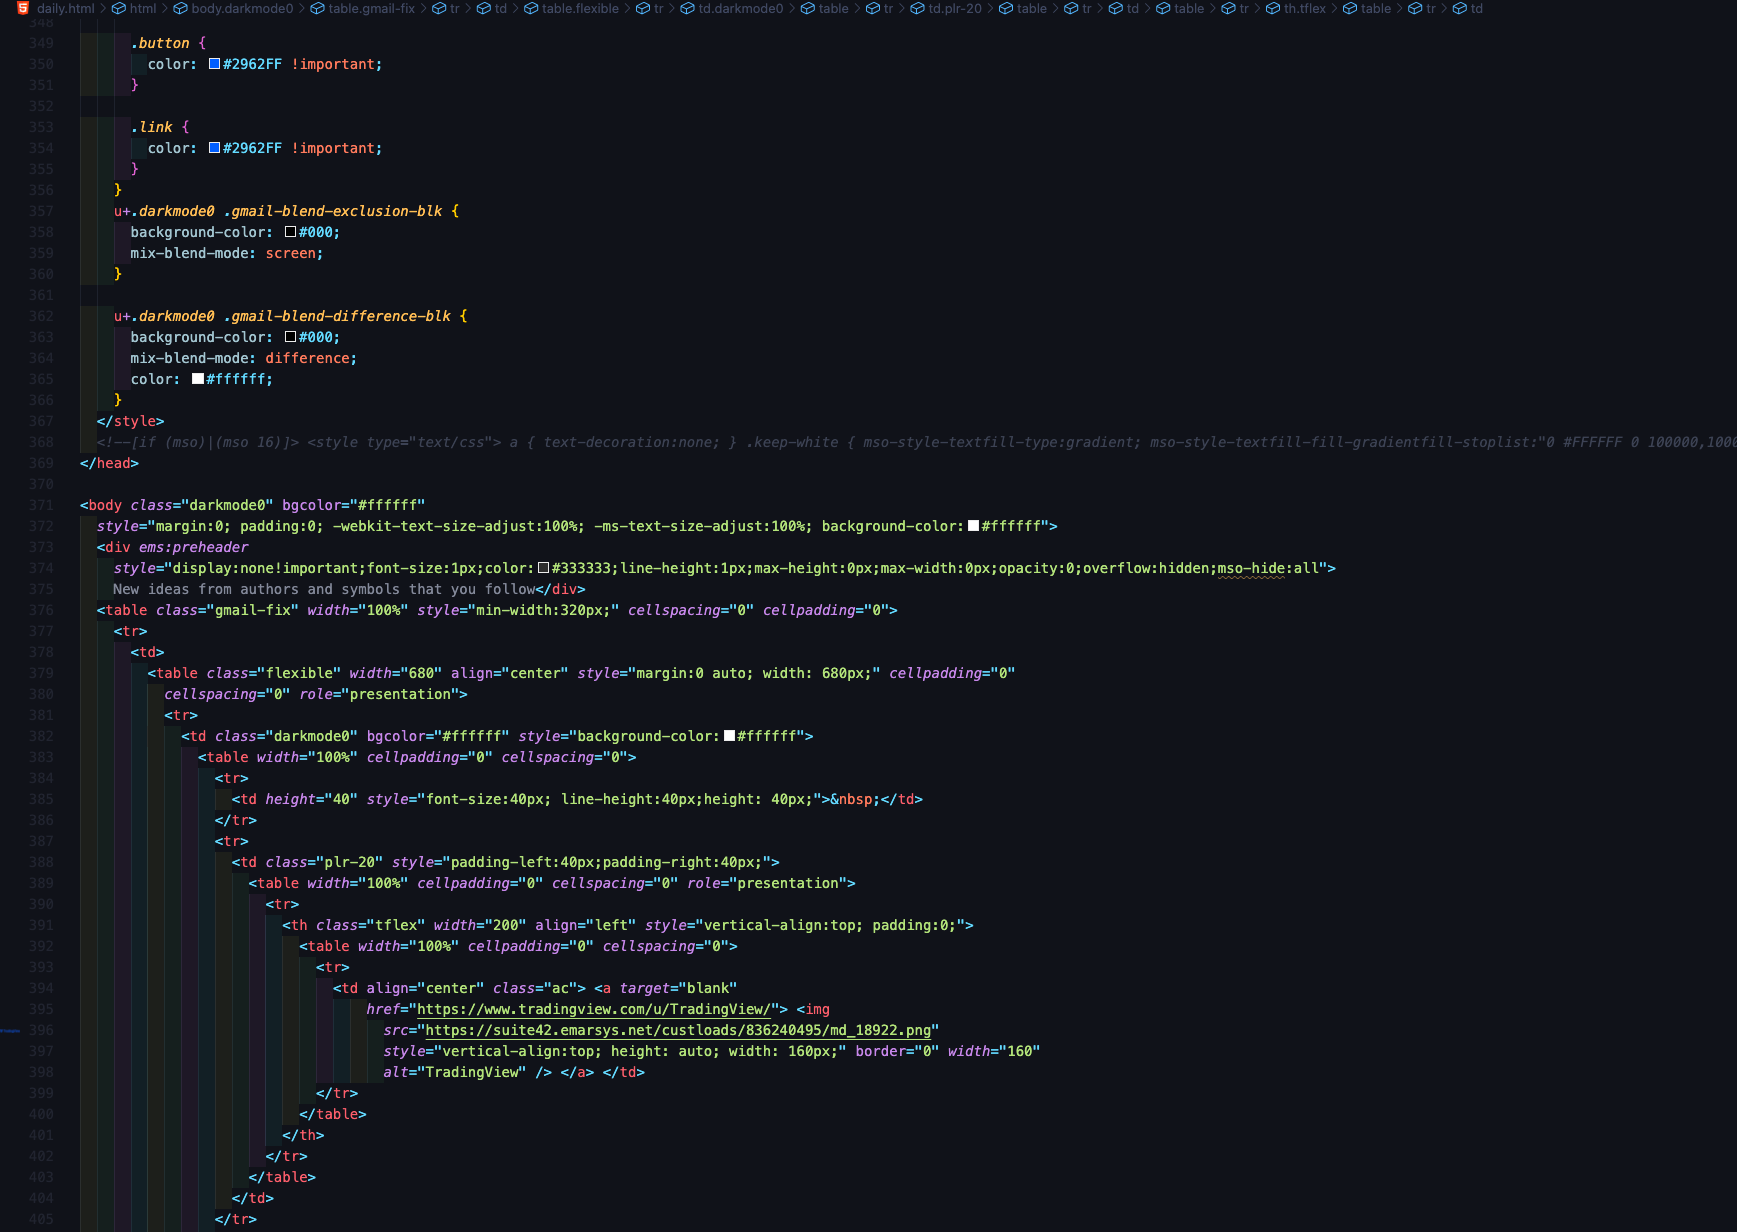 daily.html > html > body.darkmode0 > table.gmail-fix > tr > td > table.flexible > tr > td.darkmode0 > table > tr > td.plr-20 > table > tr > td > table > tr > th.tflex > table > tr > td
348
349 .button {
350 color: #2962FF !important;
351 }
352
353 .link {
354 color: #2962FF !important;
355 }
356 }
357 u+.darkmode0 .gmail-blend-exclusion-blk {
358 background-color: #000;
359 mix-blend-mode: screen;
360 }
361
362 u+.darkmode0 .gmail-blend-difference-blk {
363 background-color: #000;
364 mix-blend-mode: difference;
365 color: #ffffff;
366 }
367 </style>
368 <!--[if (mso)|(mso 16)]> <style type="text/css"> a { text-decoration:none; } .keep-white { mso-style-textfill-type:gradient; mso-style-textfill-fill-gradientfill-stoplist:"0 #FFFFFF 0 100000,1000
369 </head>
370
371 <body class="darkmode0" bgcolor="#ffffff"
372 style="margin:0; padding:0; -webkit-text-size-adjust:100%; -ms-text-size-adjust:100%; background-color:#ffffff">
373 <div ems:preheader
374 style="display:none!important;font-size:1px;color:#333333;line-height:1px;max-height:0px;max-width:0px;opacity:0;overflow:hidden;mso-hide:all">
375 New ideas from authors and symbols that you follow</div>
376 <table class="gmail-fix" width="100%" style="min-width:320px;" cellspacing="0" cellpadding="0">
377 <tr>
378 <td>
379 <table class="flexible" width="680" align="center" style="margin:0 auto; width: 680px;" cellpadding="0"
380 cellspacing="0" role="presentation">
381 <tr>
382 <td class="darkmode0" bgcolor="#ffffff" style="background-color:#ffffff">
383 <table width="100%" cellpadding="0" cellspacing="0">
384 <tr>
385 <td height="40" style="font-size:40px; line-height:40px;height: 40px;">&nbsp;</td>
386 </tr>
387 <tr>
388 <td class="plr-20" style="padding-left:40px;padding-right:40px;">
389 <table width="100%" cellpadding="0" cellspacing="0" role="presentation">
390 <tr>
391 <th class="tflex" width="200" align="left" style="vertical-align:top; padding:0;">
392 <table width="100%" cellpadding="0" cellspacing="0">
393 <tr>
394 <td align="center" class="ac"> <a target="blank"
395 href="https://www.tradingview.com/u/TradingView/"> <img
396 src="https://suite42.emarsys.net/custloads/836240495/md_18922.png"
397 style="vertical-align:top; height: auto; width: 160px;" border="0" width="160"
398 alt="TradingView" /> </a> </td>
399 </tr>
400 </table>
401 </th>
402 </tr>
403 </table>
404 </td>
405 </tr>